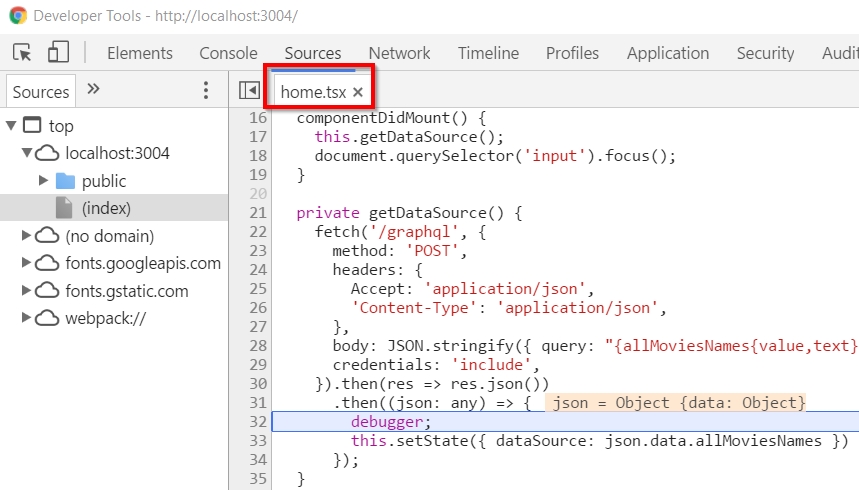 Developer Tools - http://localhost:3004/
Elements Console Sources Network Timeline Profiles Application Security Audi
Sources »
home.tsx ×
top
localhost:3004
public
(index)
(no domain)
fonts.googleapis.com
fonts.gstatic.com
webpack://
16 componentDidMount() {
17 this.getDataSource();
18 document.querySelector('input').focus();
19 }
20
21 private getDataSource() {
22 fetch('/graphql', {
23 method: 'POST',
24 headers: {
25 Accept: 'application/json',
26 'Content-Type': 'application/json',
27 },
28 body: JSON.stringify({ query: "{allMoviesNames{value,text}
29 credentials: 'include',
30 }).then(res => res.json())
31 .then((json: any) => { json = Object {data: Object}
32 debugger;
33 this.setState({ dataSource: json.data.allMoviesNames })
34 });
35 }